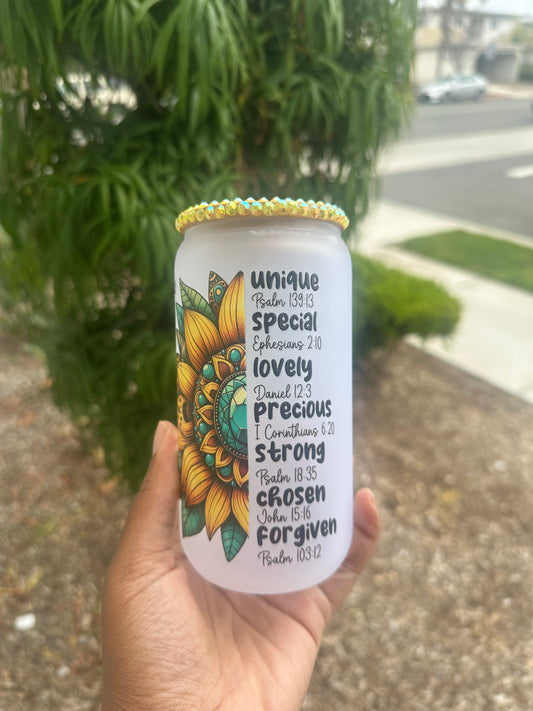 unique
Psalm 139:13
special
Ephesians 2:10
lovely
Daniel 12:3
precious
I Corinthians 6:20
strong
Psalm 18:35
chosen
John 15:16
forgiven
Psalm 103:12